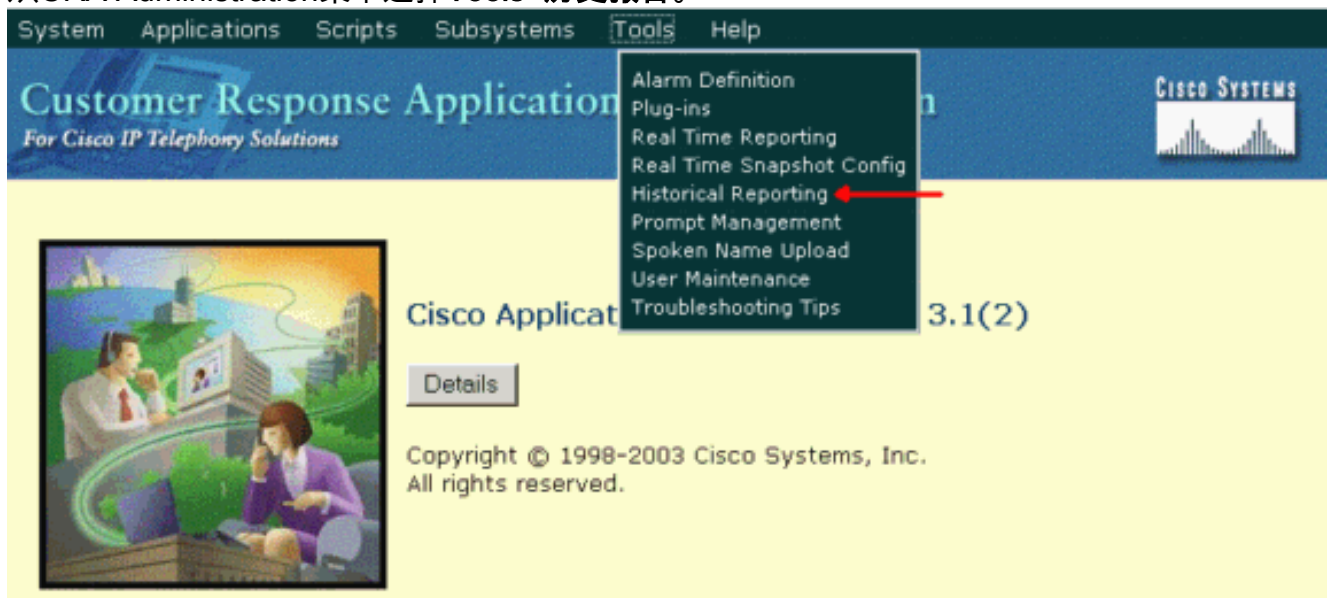 System Applications Scripts Subsystems Tools Help
Alarm Definition
Plug-ins
Real Time Reporting
Real Time Snapshot Config
Historical Reporting
Prompt Management
Spoken Name Upload
User Maintenance
Troubleshooting Tips
Customer Response Application
For Cisco IP Telephony Solutions
CISCO SYSTEMS
Cisco Applicat 3.1(2)
Details
Copyright © 1998-2003 Cisco Systems, Inc.
All rights reserved.